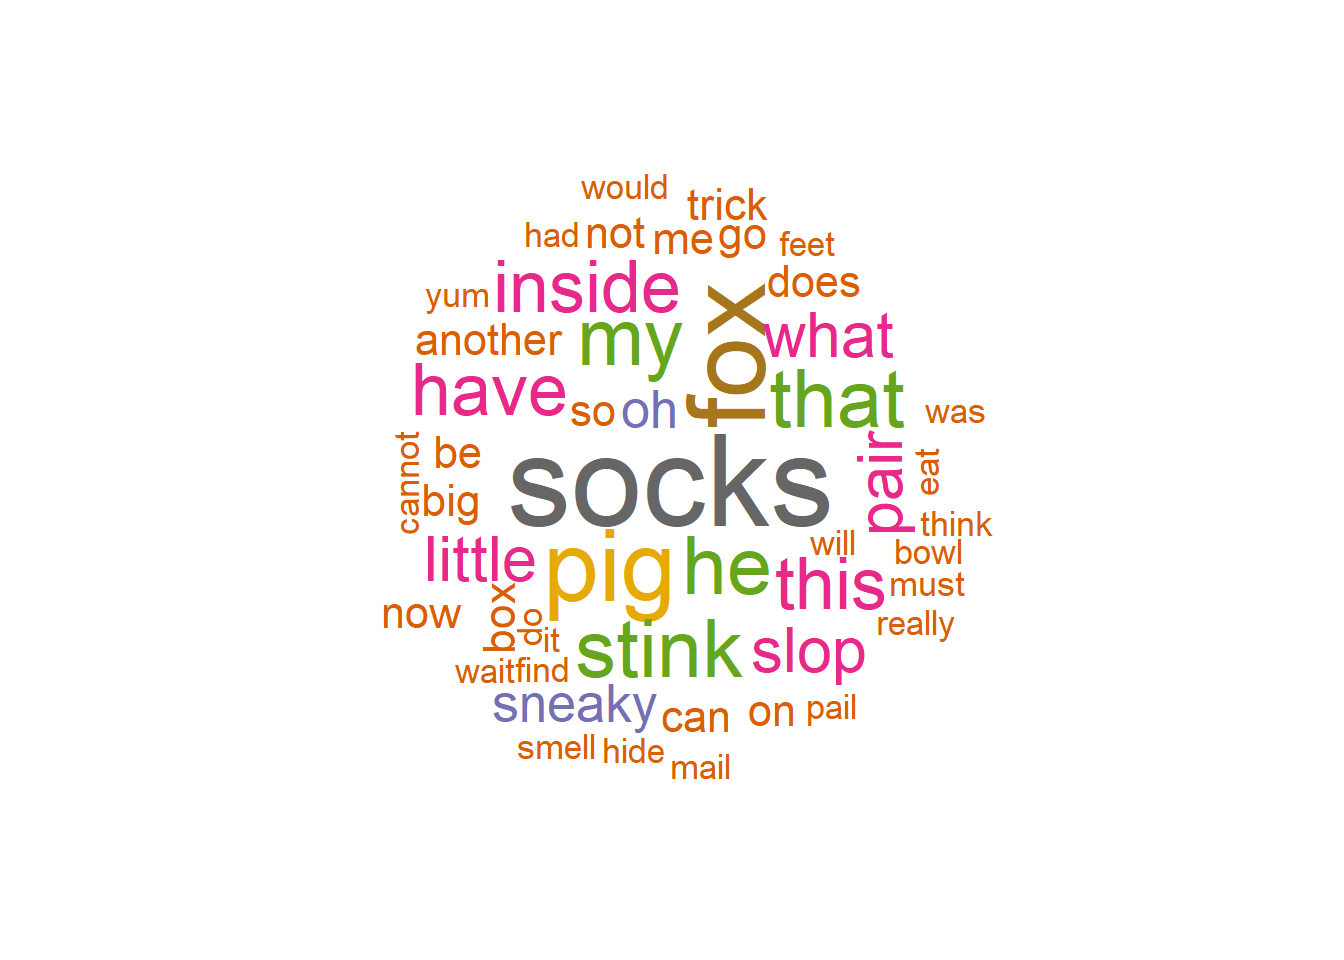 would
trick
had not me go feet
inside does
yum my fox what
another
have so oh that was
cannot be socks pair eat
big think
little pig he will bowl
this must
now box do it stink slop really
wait find
sneaky can on pail
smell hide mail